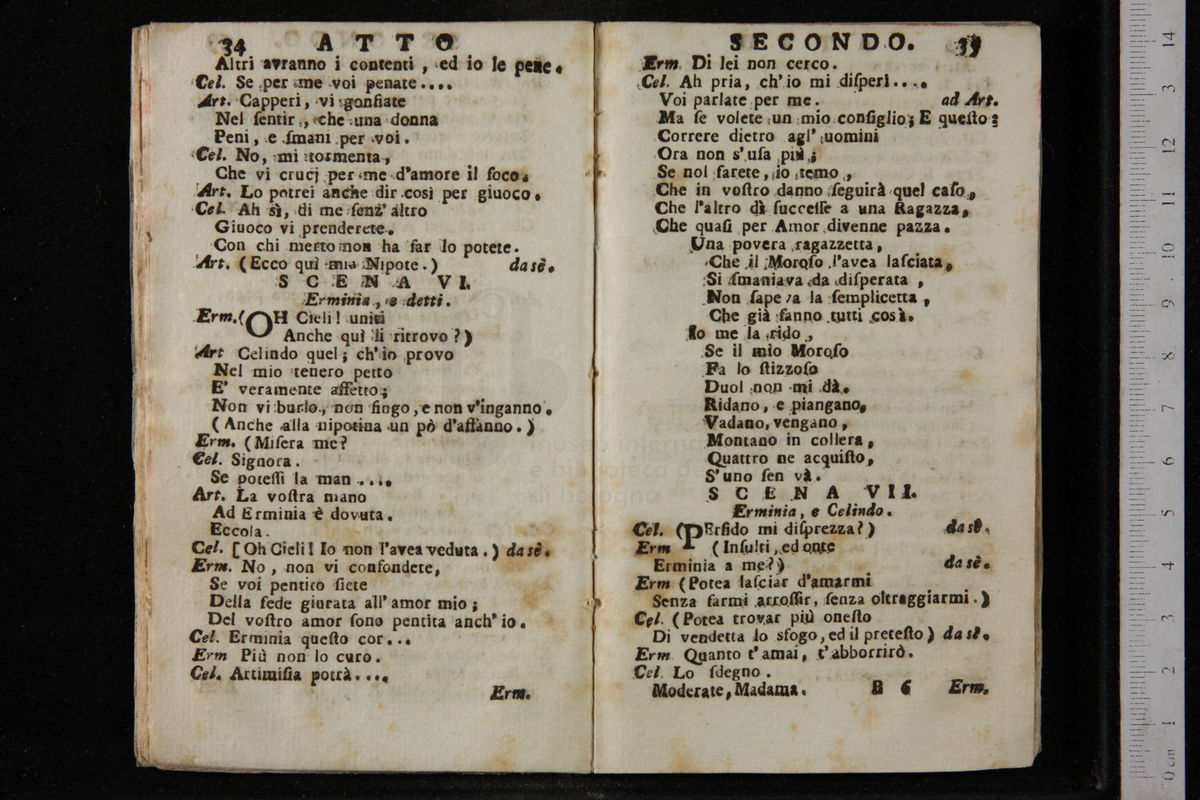 34 ATTO
Altri avranno i contenti, ed io le pene.
Cel. Se per me voi penate....
Art. Capperi, vi gonfiate
Nel ſentir, che una donna
Peni, e ſmani per voi.
Cel. No, mi tormenta,
Che vi crucj per me d'amore il foco.
Art. Lo potrei anche dir così per giuoco.
Cel. Ah sì, di me ſenz' altro
Giuoco vi prenderete.
Con chi merto non ha far lo potete.
Art. (Ecco quì mia Nipote.) da sè.
SCENA VI.
Erminia, e detti.
Erm. (OH Cieli! uniti
Anche quì li ritrovo?)
Art Celindo quel; ch'io provo
Nel mio tenero petto
E' veramente affetto;
Non vi burlo, non fingo, e non v'inganno.
(Anche alla nipotina un pò d'affanno.)
Erm. (Miſera me?
Cel. Signora.
Se poteſſi la man....
Art. La voſtra mano
Ad Erminia è dovuta.
Eccola.
Cel. [Oh Cieli! Io non l'avea veduta.) da sè.
Erm. No, non vi confondete,
Se voi pentito ſiete
Della fede giurata all' amor mio;
Del voſtro amor ſono pentita anch' io.
Cel. Erminia queſto cor...
Erm Più non lo curo.
Cel. Artimiſia potrà....
Erm.
SECONDO. 35
Erm. Di lei non cerco.
Cel. Ah pria, ch'io mi diſperi....
Voi parlate per me. ad Art.
Ma ſe volete un mio conſiglio; E queſto:
Correre dietro agl' uomini
Ora non s'uſa più;
Se nol farete, io temo,
Che in voſtro danno ſeguirà quel caſo,
Che l'altro dì ſucceſſe a una Ragazza,
Che quaſi per Amor divenne pazza.
Una povera ragazzetta,
Che il Moroſo l'avea laſciata,
Si ſmaniava da diſperata,
Non ſapeva la ſemplicetta,
Che già fanno tutti così.
Io me la rido,
Se il mio Moroſo
Fa lo ſtizzoſo
Duol non mi dà.
Ridano, e piangano,
Vadano, vengano,
Montano in collera,
Quattro ne acquiſto,
S'uno ſen và.
SCENA VII.
Erminia, e Celindo.
Cel. (PErfido mi diſprezza?) da sè.
Erm (Inſulti, ed onte
Erminia a me?) da sè.
Erm (Potea laſciar d'amarmi
Senza farmi arroſſir, ſenza oltraggiarmi.)
Cel. (Potea trovar più oneſto
Di vendetta lo sfogo, ed il preteſto) da sè.
Erm Quanto t'amai, t'abborrirò.
Cel Lo ſdegno.
Moderate, Madama. B 6 Erm.